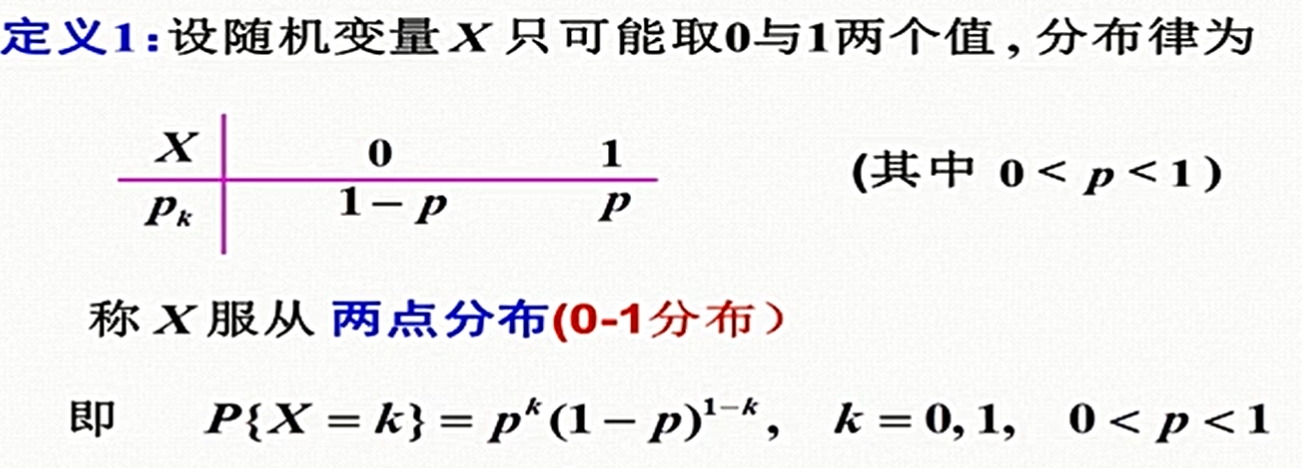 定义1:设随机变量 X 只可能取0与1两个值,分布律为
X 0 1
(其中 0 < p < 1)
pₖ 1 − p p
称 X 服从 两点分布(0-1分布)
即 P{X = k} = pᵏ(1 − p)¹⁻ᵏ, k = 0,1, 0 < p < 1